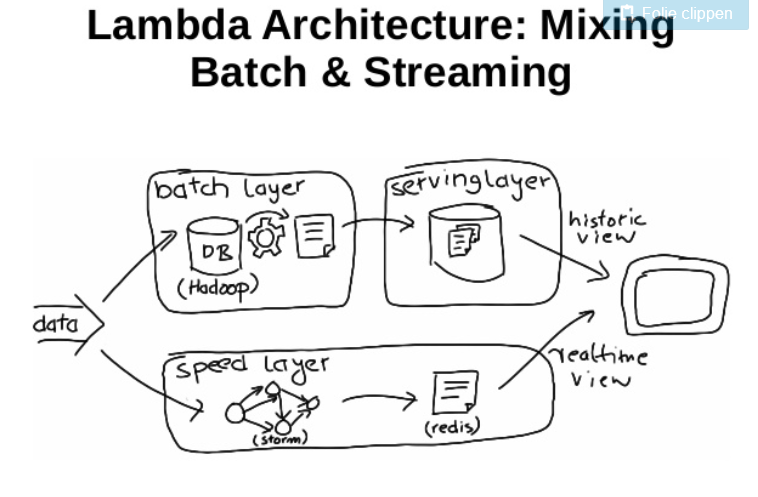 Folie clippen
Lambda Architecture: Mixing
Batch & Streaming
batch layer
DB
(Hadoop)
servinglayer
historic
view
data
speed layer
(storm)
(redis)
realtime
view